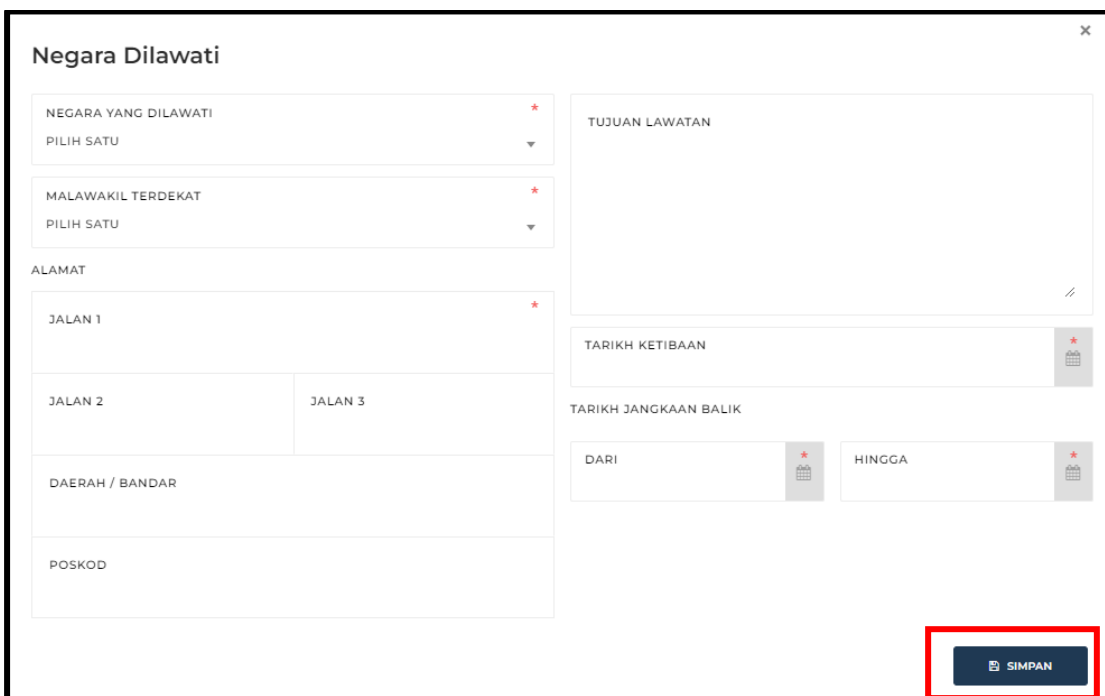 ×
Negara Dilawati
NEGARA YANG DILAWATI *
PILIH SATU
MALAWAKIL TERDEKAT *
PILIH SATU
ALAMAT
JALAN 1 *
JALAN 2
JALAN 3
DAERAH / BANDAR
POSKOD
TUJUAN LAWATAN
TARIKH KETIBAAN *
TARIKH JANGKAAN BALIK
DARI *
HINGGA *
SIMPAN